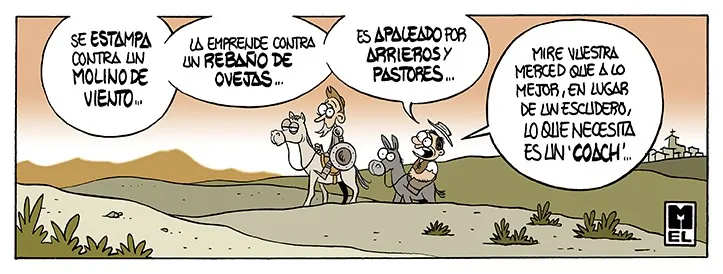 SE ESTAMPA
CONTRA UN
MOLINO DE
VIENTO...
LA EMPRENDE CONTRA
UN REBAÑO DE
OVEJAS...
ES APALEADO POR
ARRIEROS Y
PASTORES...
MIRE VUESTRA
MERCED QUE A LO
MEJOR, EN LUGAR
DE UN ESCUDERO,
LO QUE NECESITA
ES UN 'COACH'...
M
EL